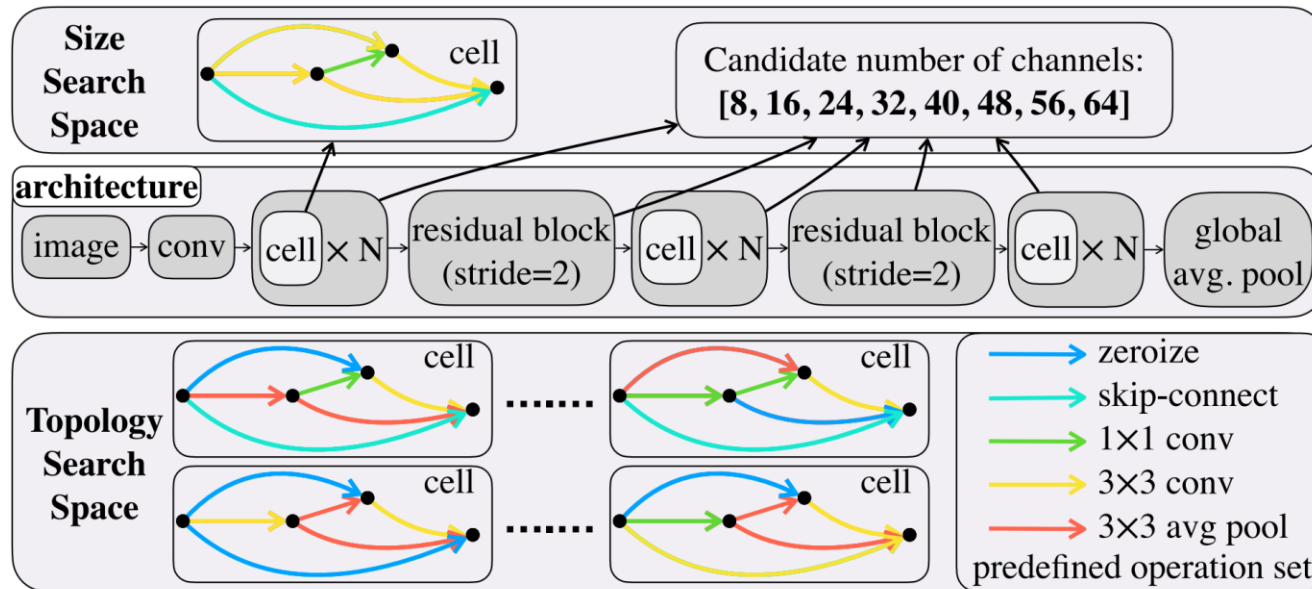 Size
Search
Space
cell
Candidate number of channels:
[8, 16, 24, 32, 40, 48, 56, 64]
architecture
image
conv
cell × N
residual block
(stride=2)
cell × N
residual block
(stride=2)
cell × N
global
avg. pool
Topology
Search
Space
cell
.......
cell
cell
.......
cell
zeroize
skip-connect
1×1 conv
3×3 conv
3×3 avg pool
predefined operation set